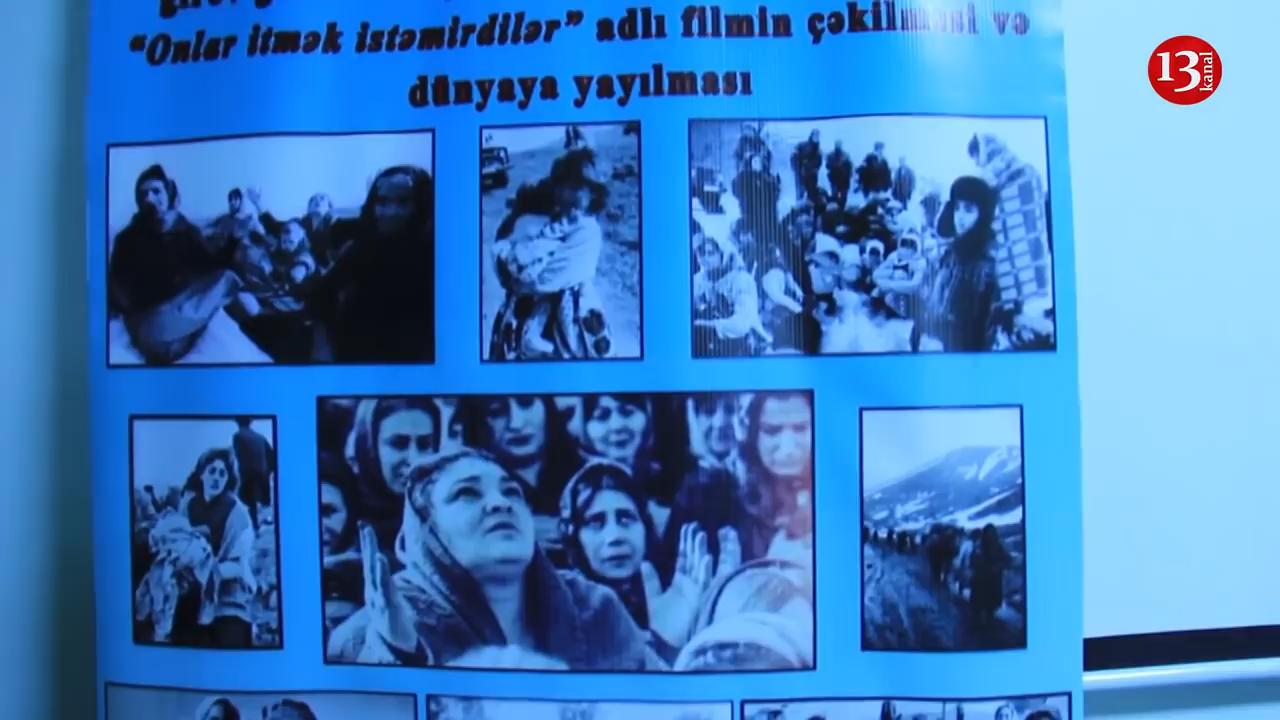 “Onlar itmək istəmirdilər” adlı filmin çəkilməsi və
dünyaya yayılması
13 kanal